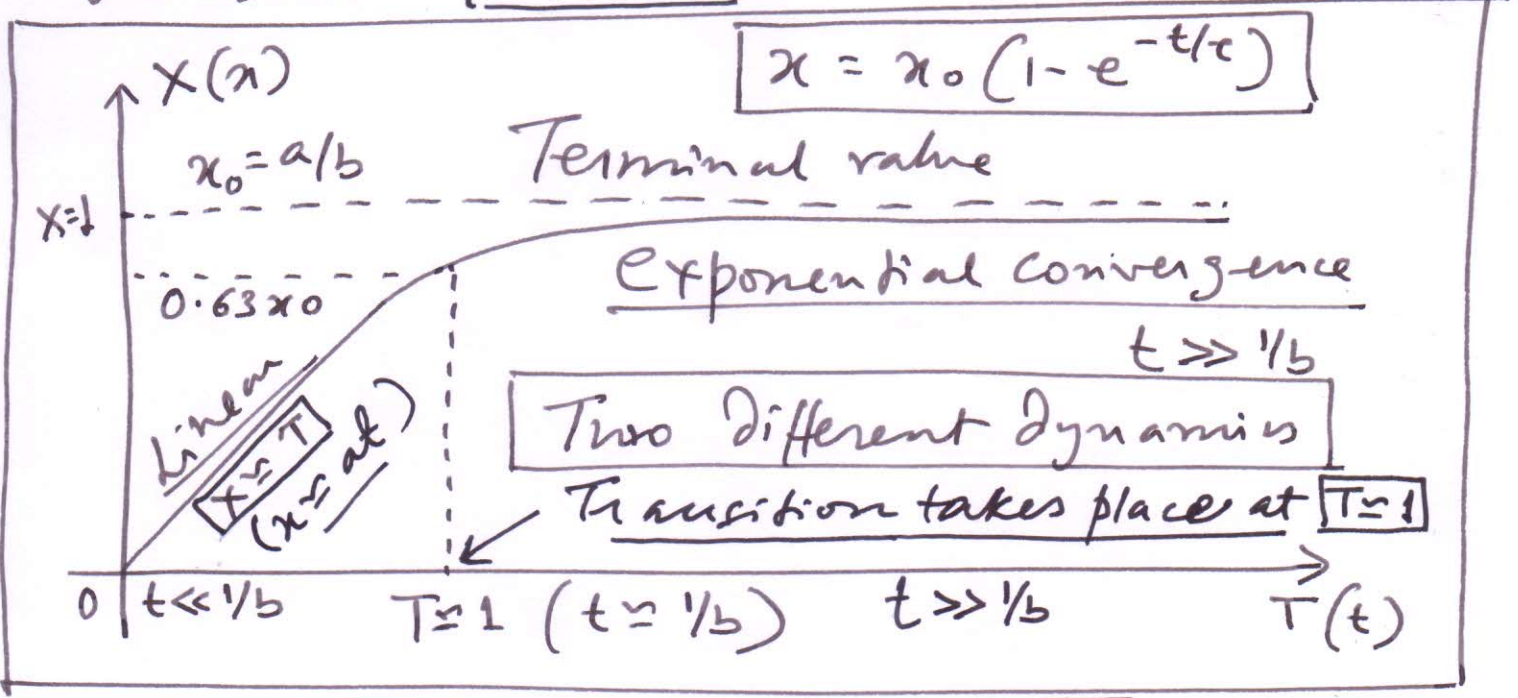 X(x)
x = x₀ (1 - e^(-t/τ))
x₀ = a/b
Terminal value
X=1
exponential convergence
0.63x₀
t >> 1/b
Linear
X ≃ T
(x ≃ at)
Two Different Dynamics
Transition takes place at T≃1
0
t << 1/b
T≃1 (t ≃ 1/b)
t >> 1/b
T(t)